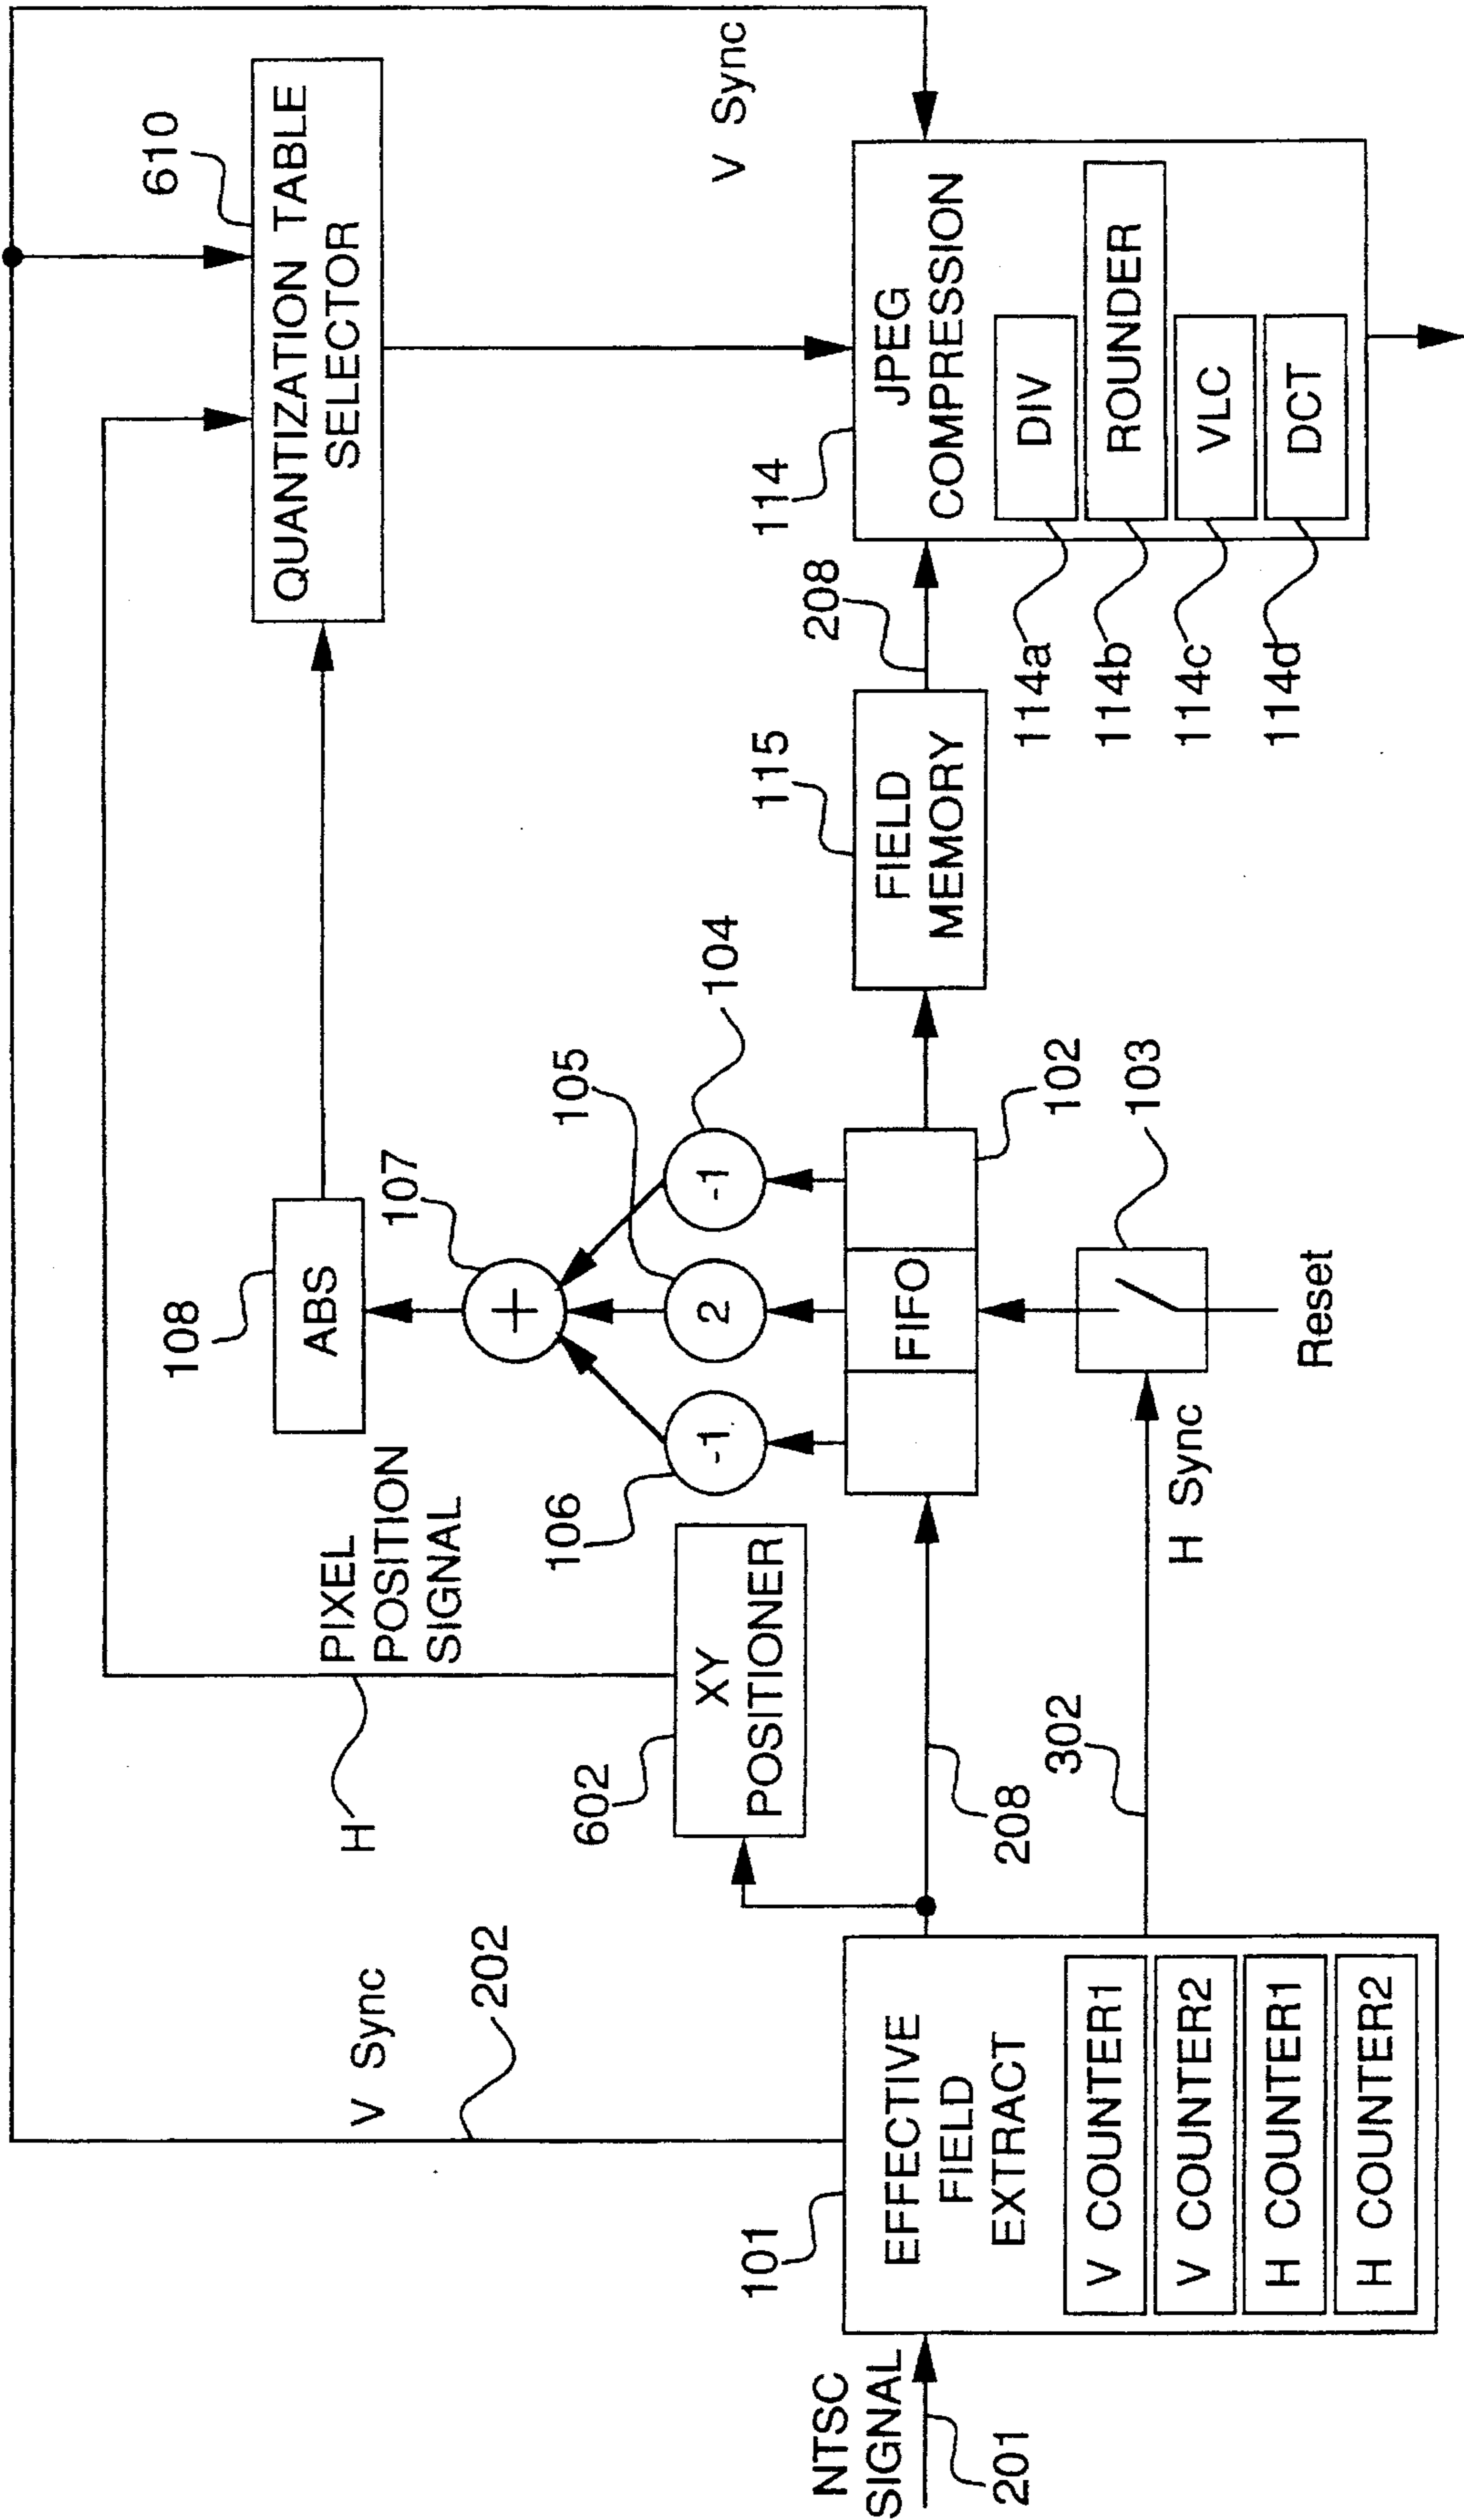 V Sync
202
H
PIXEL
POSITION
SIGNAL
108
ABS
107
610
QUANTIZATION TABLE
SELECTOR
V Sync
602
XY
POSITIONER
106
-1
2
-1
105
104
NTSC
SIGNAL
201
101
EFFECTIVE
FIELD
EXTRACT
V COUNTER1
V COUNTER2
H COUNTER1
H COUNTER2
208
302
H Sync
FIFO
102
103
Reset
115
FIELD
MEMORY
208
114
JPEG
COMPRESSION
114a
DIV
114b
ROUNDER
114c
VLC
114d
DCT